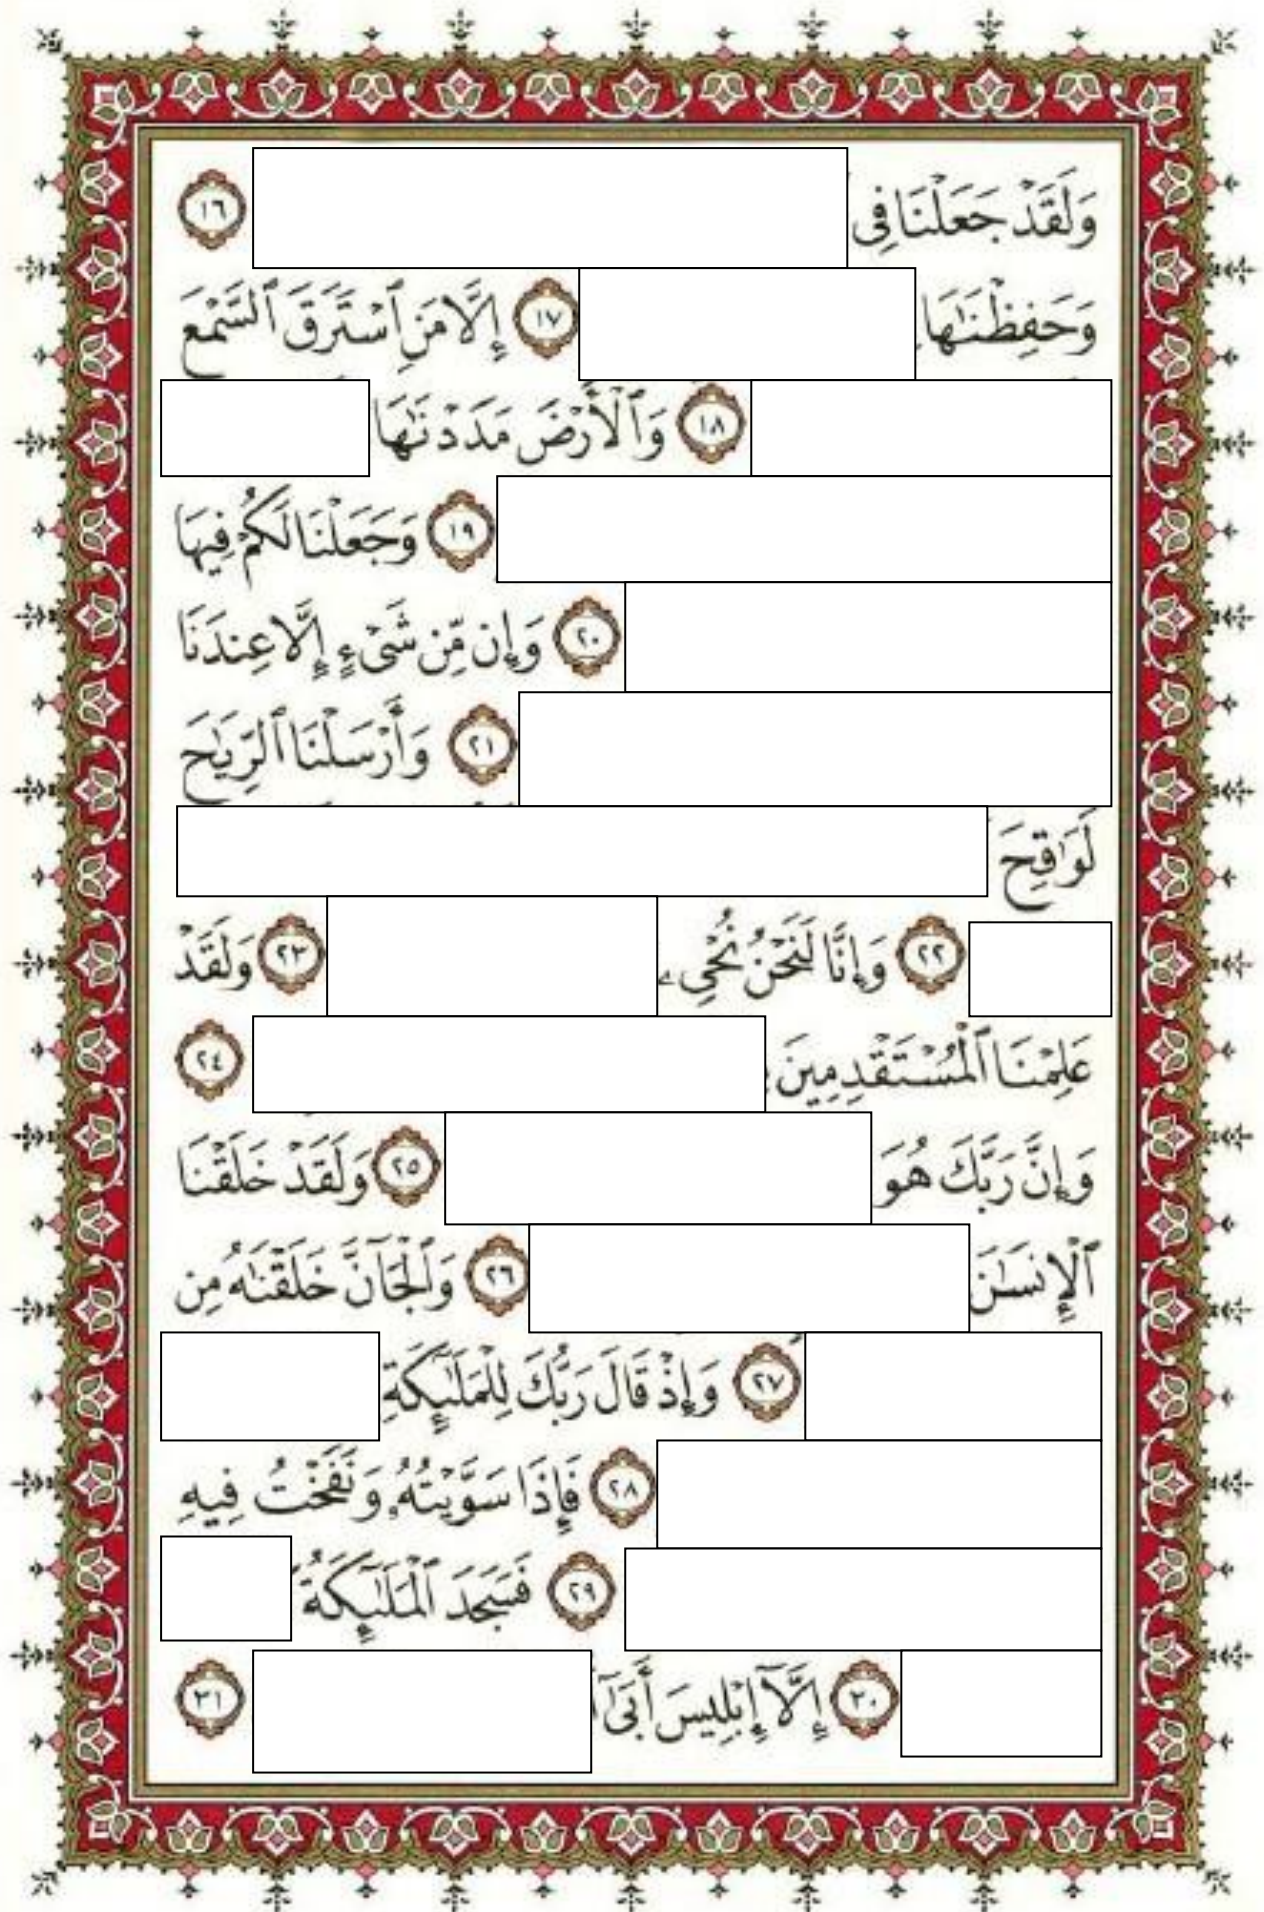 وَلَقَدْ جَعَلْنَا فِى ١٦
وَحَفِظْنَٰهَا ١٧ إِلَّا مَنِ ٱسْتَرَقَ ٱلسَّمْعَ
١٨ وَٱلْأَرْضَ مَدَدْنَٰهَا
١٩ وَجَعَلْنَا لَكُمْ فِيهَا
٢٠ وَإِن مِّن شَىْءٍ إِلَّا عِندَنَا
٢١ وَأَرْسَلْنَا ٱلرِّيَٰحَ
لَوَٰقِحَ
٢٢ وَإِنَّا لَنَحْنُ نُحْىِۦ ٢٣ وَلَقَدْ
عَلِمْنَا ٱلْمُسْتَقْدِمِينَ ٢٤
وَإِنَّ رَبَّكَ هُوَ ٢٥ وَلَقَدْ خَلَقْنَا
ٱلْإِنسَٰنَ ٢٦ وَٱلْجَآنَّ خَلَقْنَٰهُ مِن
٢٧ وَإِذْ قَالَ رَبُّكَ لِلْمَلَٰٓئِكَةِ
٢٨ فَإِذَا سَوَّيْتُهُۥ وَنَفَخْتُ فِيهِ
٢٩ فَسَجَدَ ٱلْمَلَٰٓئِكَةُ
٣٠ إِلَّآ إِبْلِيسَ أَبَىٰٓ ٣١